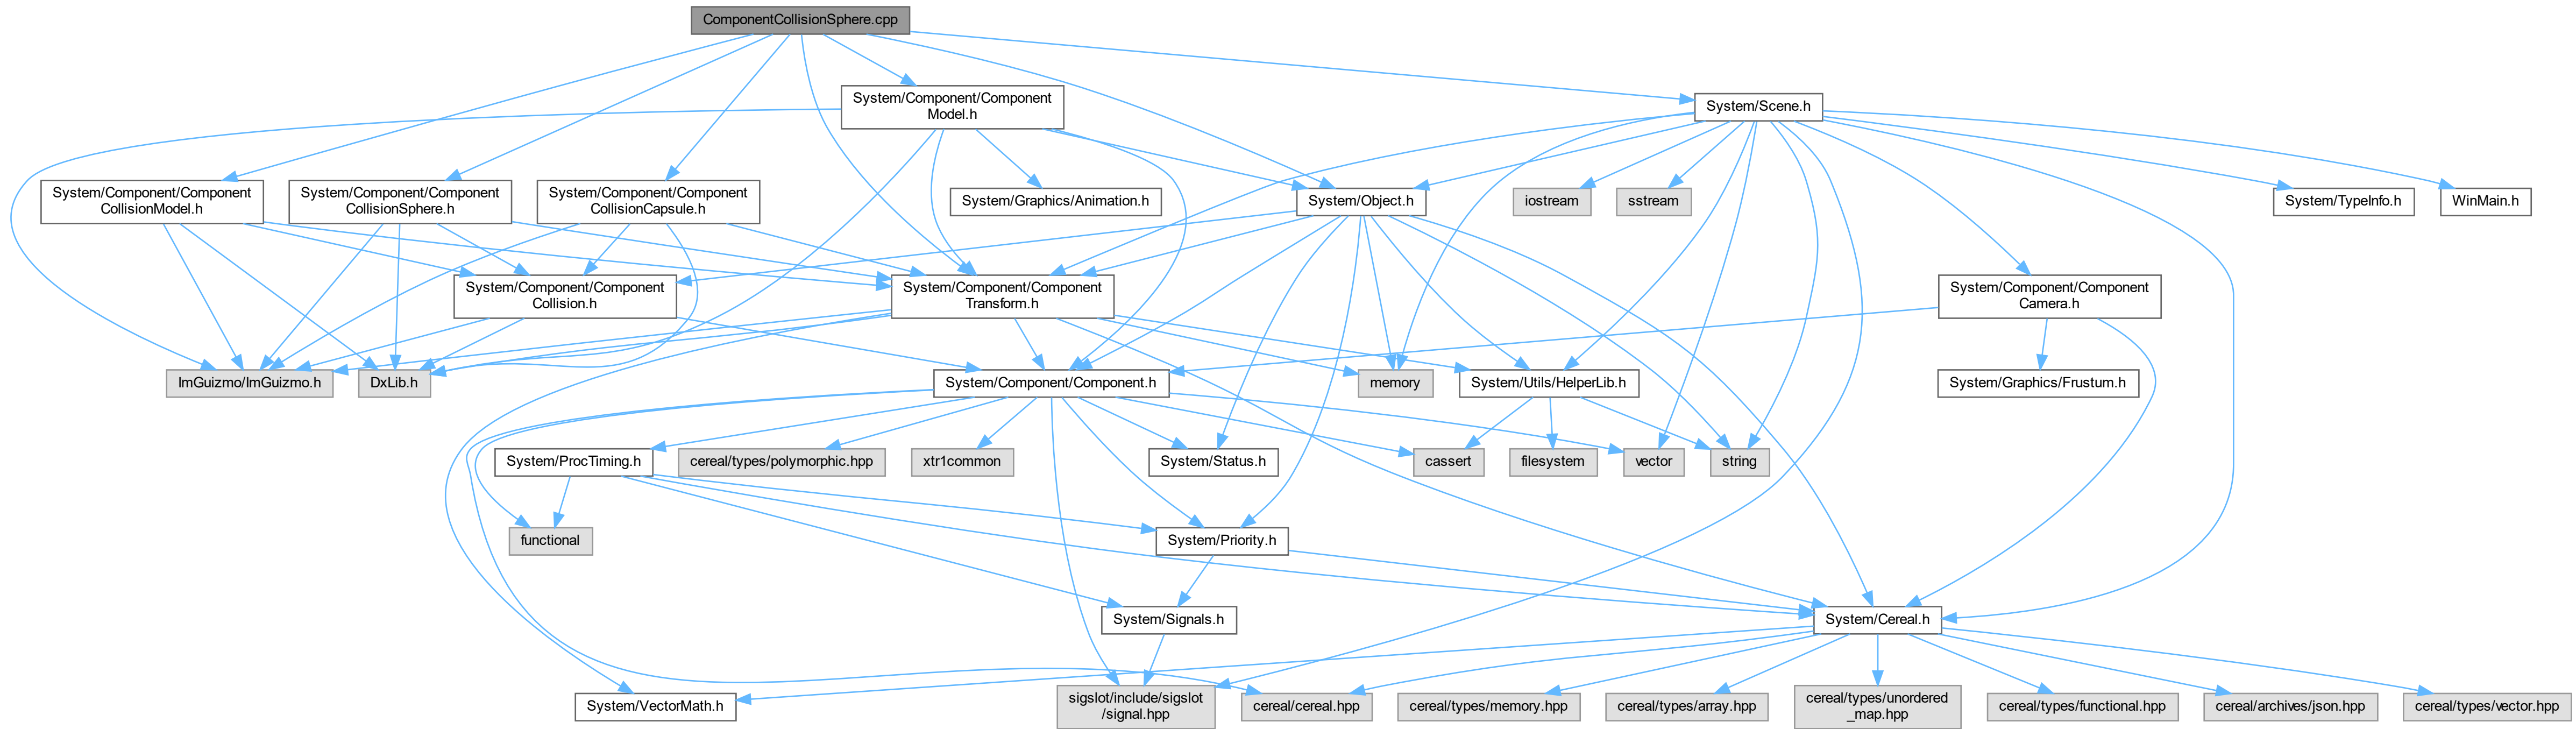 ComponentCollisionSphere.cpp
System/Component/Component
Model.h
System/Scene.h
System/Component/Component
CollisionModel.h
System/Component/Component
CollisionSphere.h
System/Component/Component
CollisionCapsule.h
System/Graphics/Animation.h
System/Object.h
iostream
sstream
System/TypeInfo.h
WinMain.h
System/Component/Component
Collision.h
System/Component/Component
Transform.h
System/Component/Component
Camera.h
ImGuizmo/ImGuizmo.h
DxLib.h
System/Component/Component.h
memory
System/Utils/HelperLib.h
System/Graphics/Frustum.h
System/ProcTiming.h
cereal/types/polymorphic.hpp
xtr1common
System/Status.h
cassert
filesystem
vector
string
functional
System/Priority.h
System/Signals.h
System/Cereal.h
System/VectorMath.h
sigslot/include/sigslot
/signal.hpp
cereal/cereal.hpp
cereal/types/memory.hpp
cereal/types/array.hpp
cereal/types/unordered
_map.hpp
cereal/types/functional.hpp
cereal/archives/json.hpp
cereal/types/vector.hpp